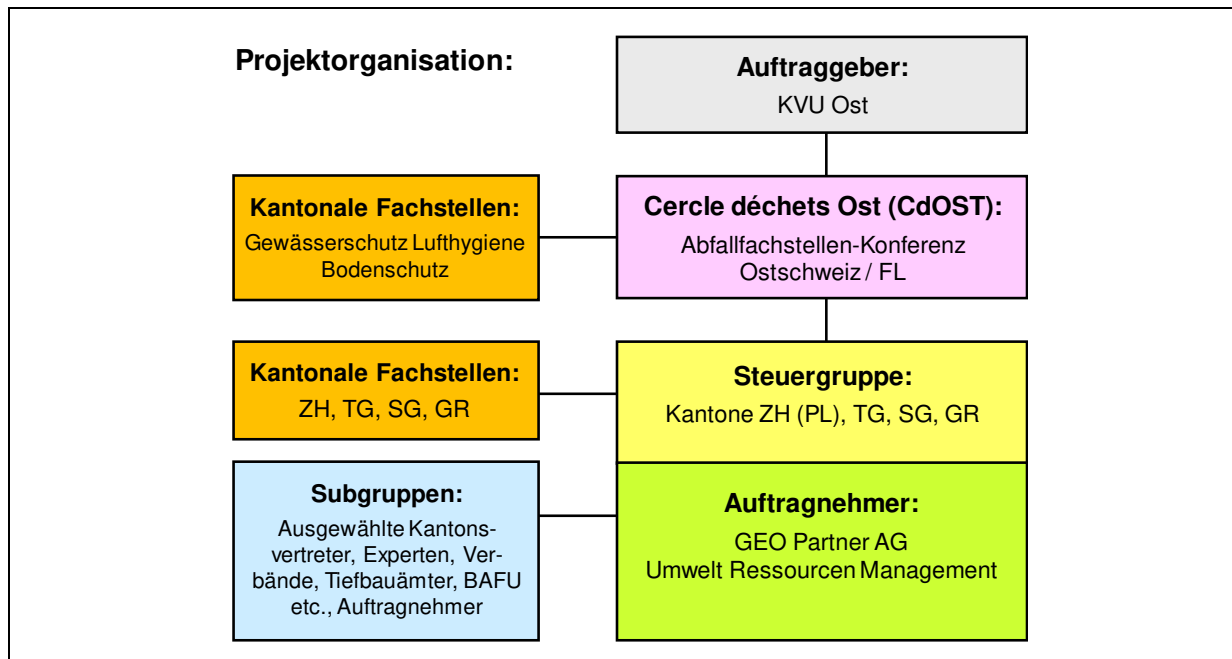 Projektorganisation:
Auftraggeber:
KVU Ost
Kantonale Fachstellen:
Gewässerschutz Lufthygiene
Bodenschutz
Cercle déchets Ost (CdOST):
Abfallfachstellen-Konferenz
Ostschweiz / FL
Kantonale Fachstellen:
ZH, TG, SG, GR
Steuergruppe:
Kantone ZH (PL), TG, SG, GR
Subgruppen:
Ausgewählte Kantons-
vertreter, Experten, Ver-
bände, Tiefbauämter, BAFU
etc., Auftragnehmer
Auftragnehmer:
GEO Partner AG
Umwelt Ressourcen Management